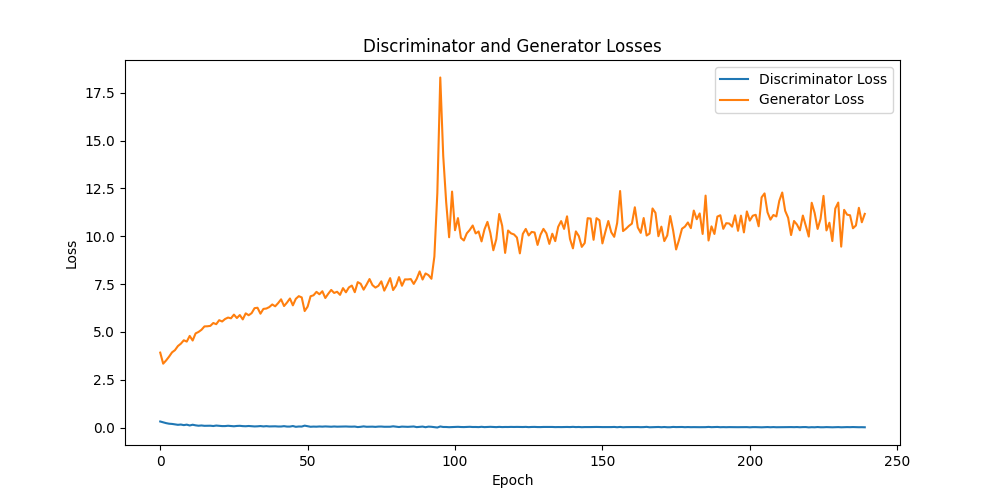 Discriminator and Generator Losses
Discriminator Loss
Generator Loss
17.5
15.0
12.5
10.0
7.5
5.0
2.5
0.0
Loss
0
50
100
150
200
250
Epoch